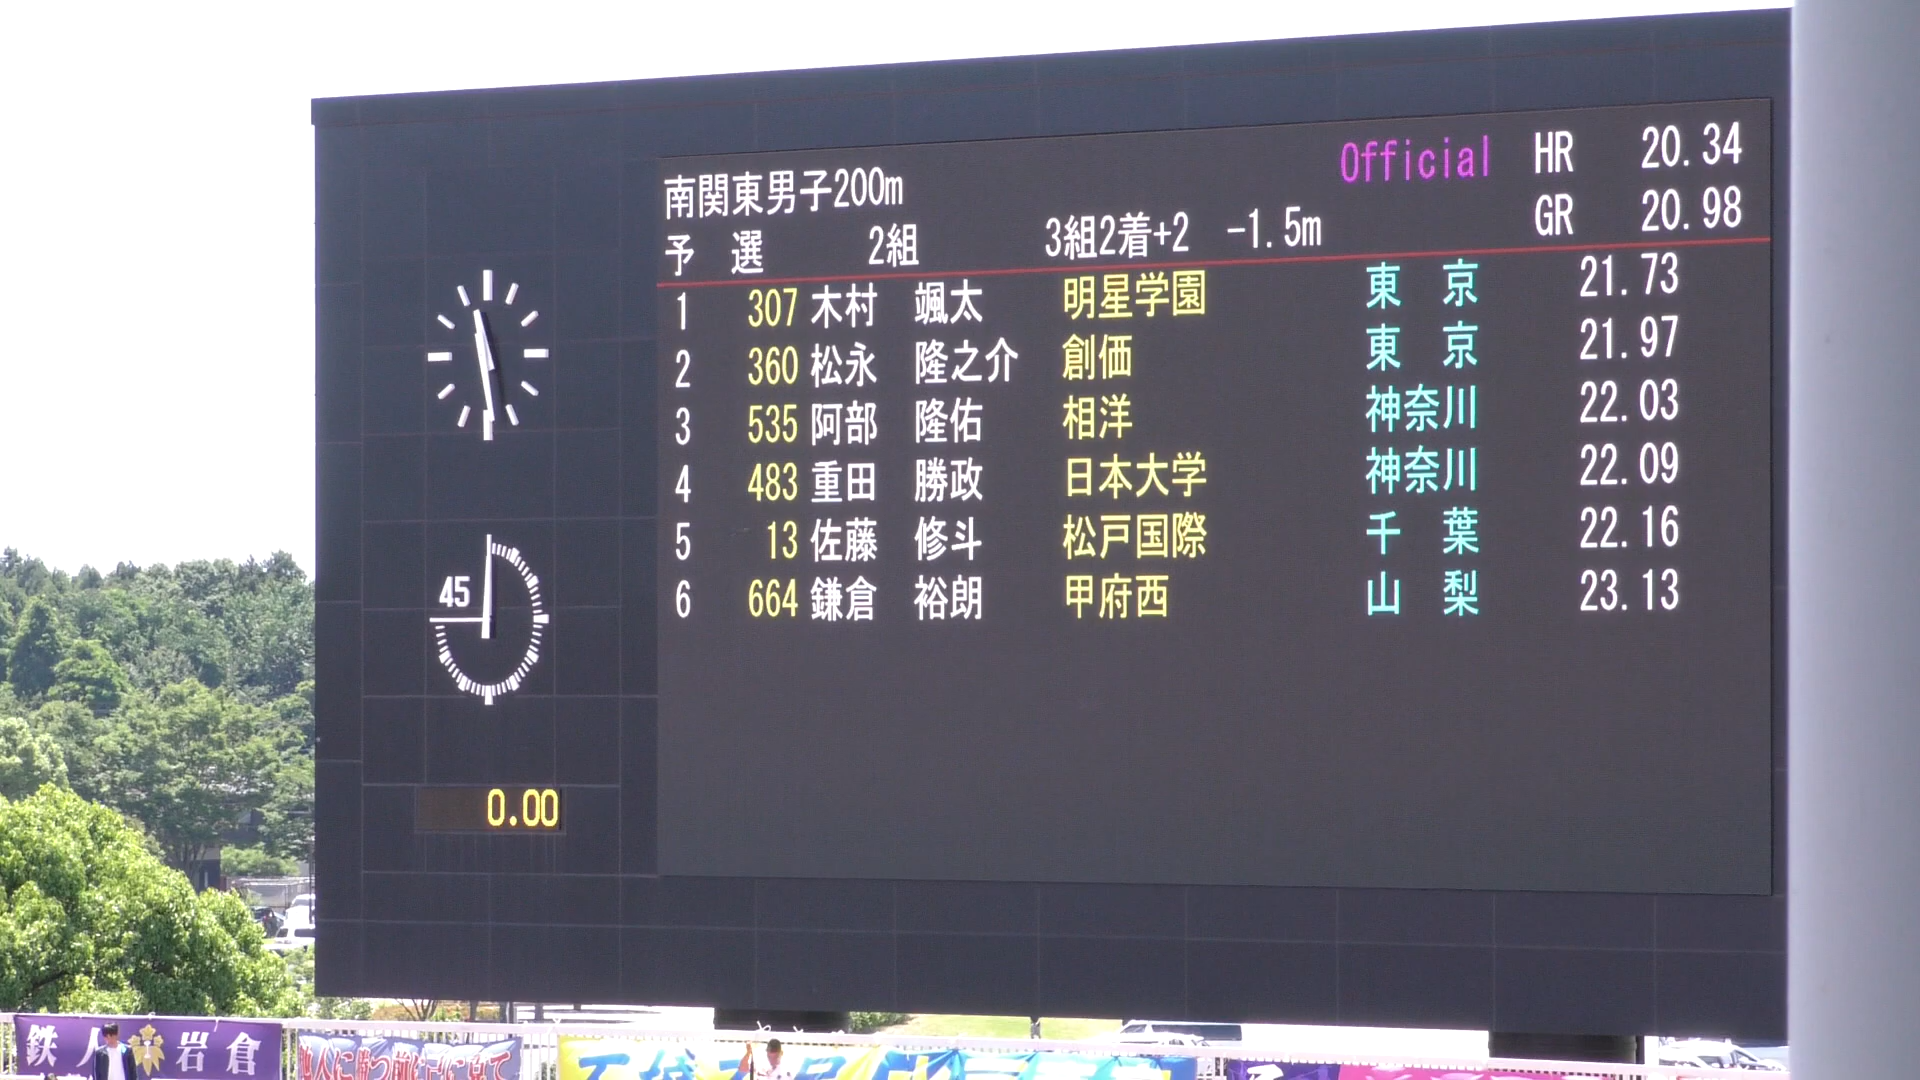 南関東男子200m Official HR 20.34
予 選 2組 3組2着+2 -1.5m GR 20.98
1 307 木村 颯太 明星学園 東 京 21.73
2 360 松永 隆之介 創価 東 京 21.97
3 535 阿部 隆佑 相洋 神奈川 22.03
4 483 重田 勝政 日本大学 神奈川 22.09
5 13 佐藤 修斗 松戸国際 千 葉 22.16
6 664 鎌倉 裕朗 甲府西 山 梨 23.13
45
0.00
鉄人 岩倉